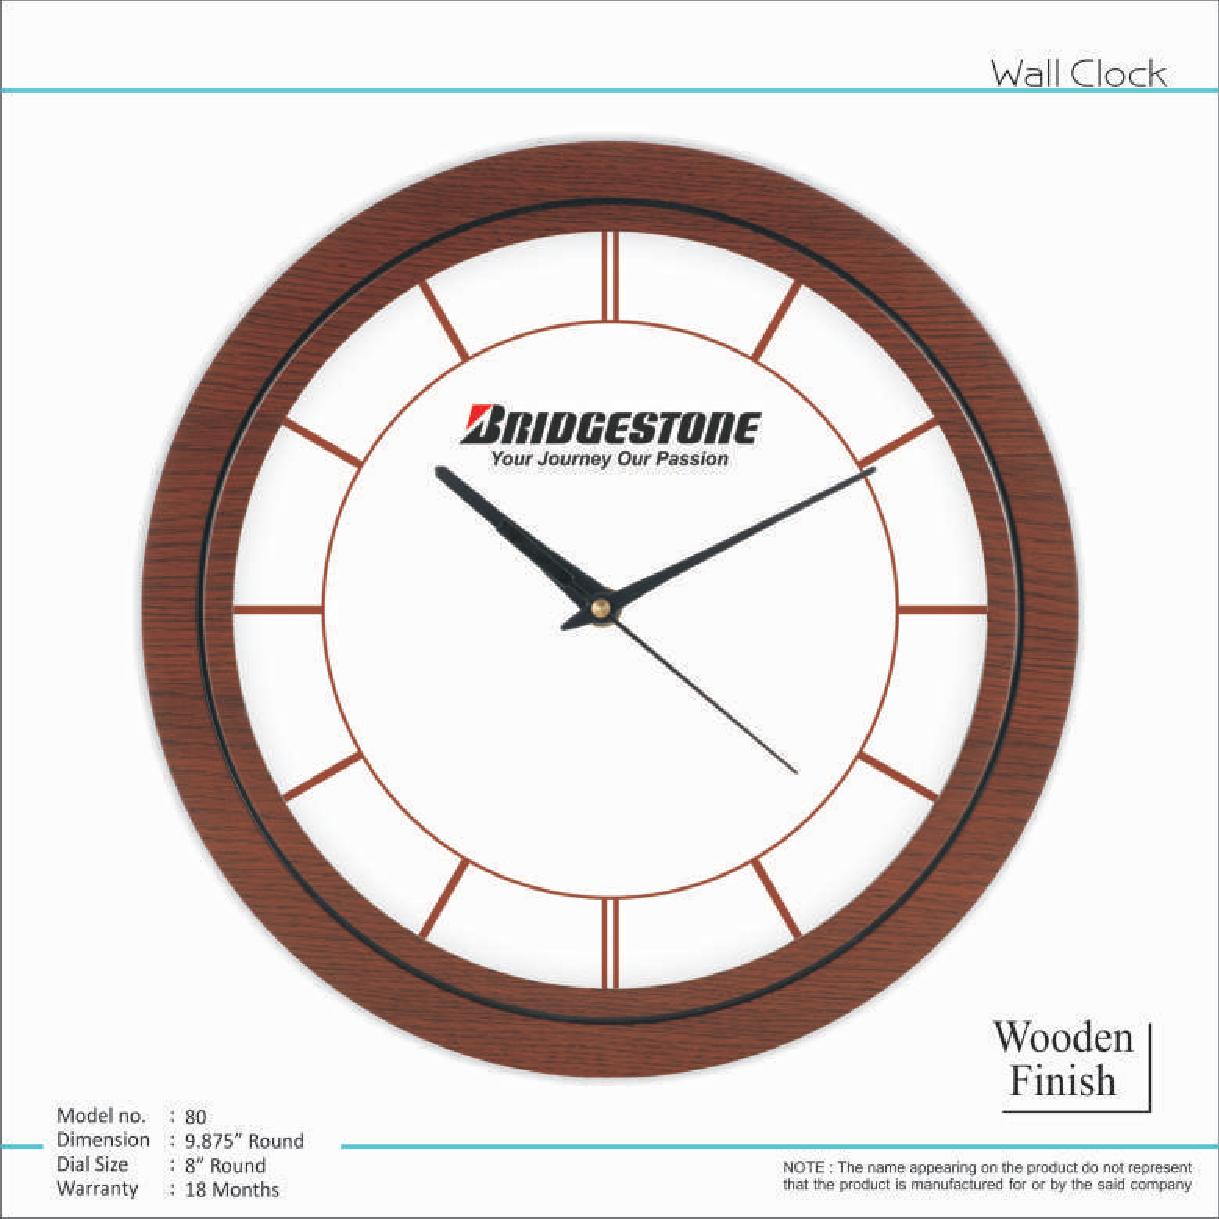 Wall Clock
BRIDGESTONE
Your Journey Our Passion
Wooden
Finish
Model no. : 80
Dimension : 9.875" Round
Dial Size : 8" Round
Warranty : 18 Months
NOTE : The name appearing on the product do not represent
that the product is manufactured for or by the said company